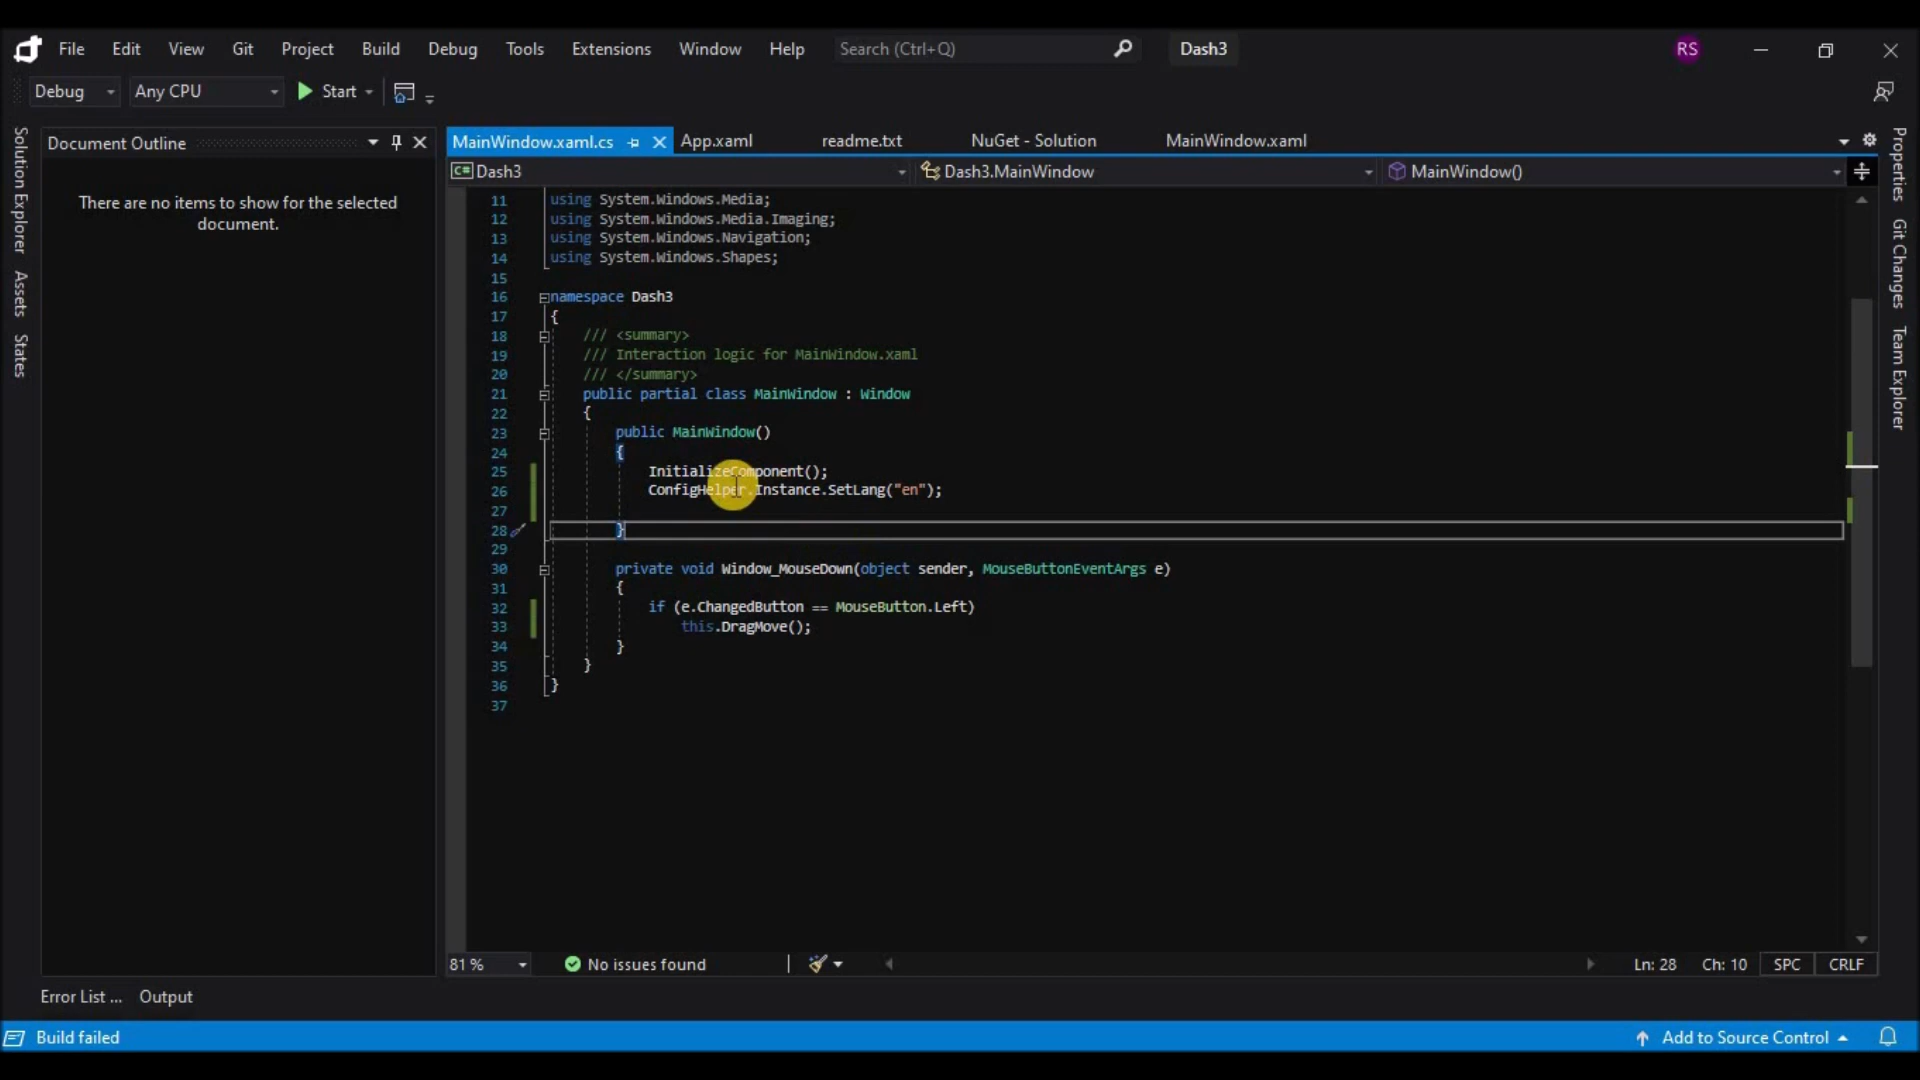 File Edit View Git Project Build Debug Tools Extensions Window Help Search (Ctrl+Q) Dash3 RS
Debug Any CPU Start
Solution Explorer
Assets
States
Document Outline
There are no items to show for the selected
document.
MainWindow.xaml.cs App.xaml readme.txt NuGet - Solution MainWindow.xaml
C# Dash3 Dash3.MainWindow MainWindow()
11 using System.Windows.Media;
12 using System.Windows.Media.Imaging;
13 using System.Windows.Navigation;
14 using System.Windows.Shapes;
15
16 namespace Dash3
17 {
18 /// <summary>
19 /// Interaction logic for MainWindow.xaml
20 /// </summary>
21 public partial class MainWindow : Window
22 {
23 public MainWindow()
24 {
25 InitializeComponent();
26 ConfigHelper.Instance.SetLang("en");
27
28 }
29
30 private void Window_MouseDown(object sender, MouseButtonEventArgs e)
31 {
32 if (e.ChangedButton == MouseButton.Left)
33 this.DragMove();
34 }
35 }
36 }
37
Properties
Git Changes
Team Explorer
81 % No issues found Ln: 28 Ch: 10 SPC CRLF
Error List ... Output
Build failed Add to Source Control